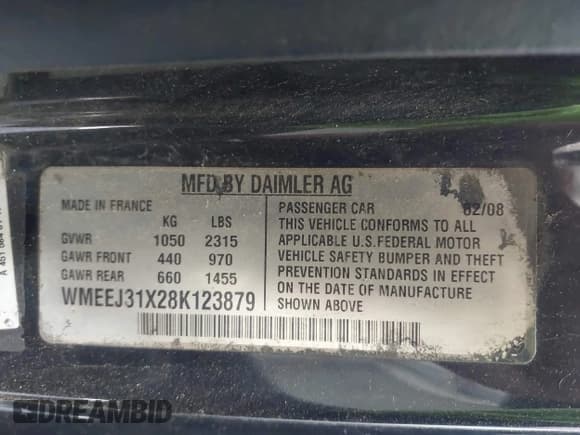 MFD BY DAIMLER AG
MADE IN FRANCE
KG LBS
GVWR 1050 2315
GAWR FRONT 440 970
GAWR REAR 660 1455
WMEEJ31X28K123879
PASSENGER CAR 02/08
THIS VEHICLE CONFORMS TO ALL
APPLICABLE U.S.FEDERAL MOTOR
VEHICLE SAFETY BUMPER AND THEFT
PREVENTION STANDARDS IN EFFECT
ON THE DATE OF MANUFACTURE
SHOWN ABOVE
A 451 584
DREAMBID